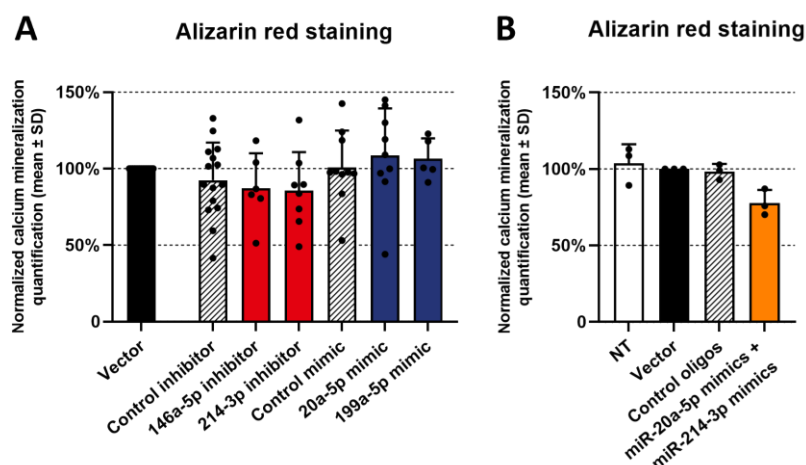 A
Alizarin red staining
Normalized calcium mineralization
quantification (mean ± SD)
150%
100%
50%
0
Vector
Control inhibitor
146a-5p inhibitor
214-3p inhibitor
Control mimic
20a-5p mimic
199a-5p mimic
B
Alizarin red staining
Normalized calcium mineralization
quantification (mean ± SD)
150%
100%
50%
0
NT
Vector
Control oligos
miR-20a-5p mimics +
miR-214-3p mimics